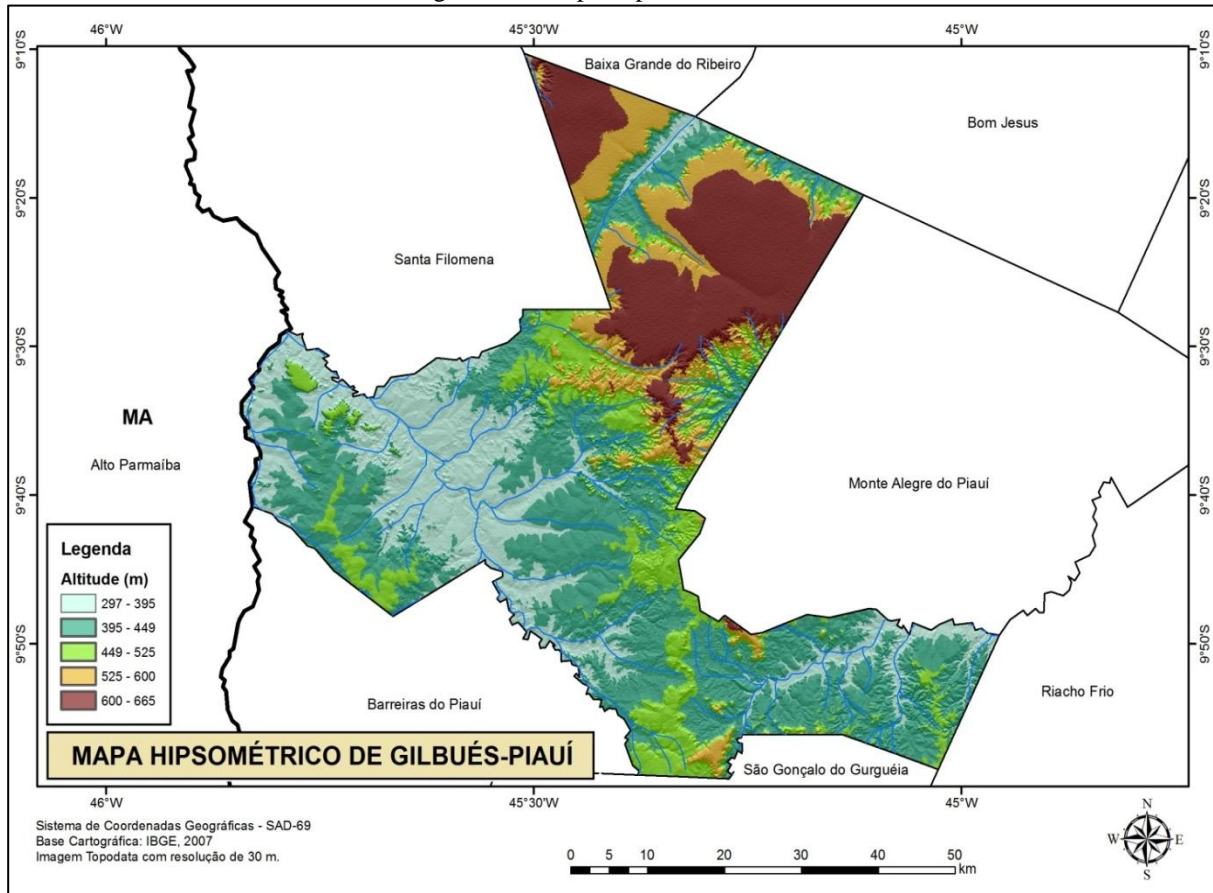 46°W
45°30'W
45°W
9°10'S
9°10'S
Baixa Grande do Ribeiro
Bom Jesus
9°20'S
9°20'S
Santa Filomena
9°30'S
9°30'S
MA
Alto Parmaíba
Monte Alegre do Piauí
9°40'S
9°40'S
Legenda
Altitude (m)
297 - 395
395 - 449
449 - 525
525 - 600
600 - 665
9°50'S
9°50'S
Riacho Frio
Barreiras do Piauí
MAPA HIPSOMÉTRICO DE GILBUÉS-PIAUÍ
São Gonçalo do Gurguéia
46°W
45°30'W
45°W
Sistema de Coordenadas Geográficas - SAD-69
Base Cartográfica: IBGE, 2007
Imagem Topodata com resolução de 30 m.
0 5 10 20 30 40 50
km
N
W E
S